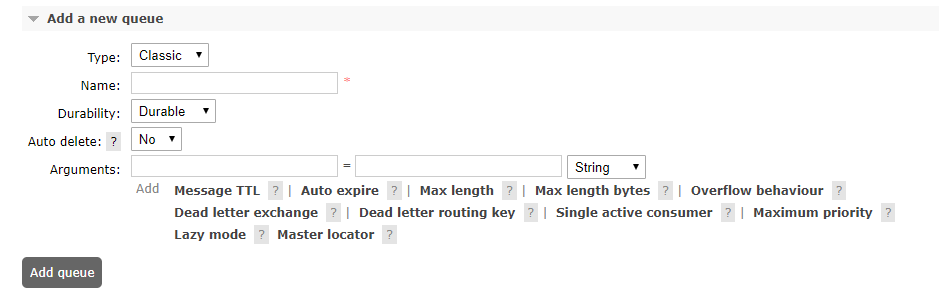 Add a new queue
Type: Classic
Name: *
Durability: Durable
Auto delete: ? No
Arguments: = String
Add Message TTL ? | Auto expire ? | Max length ? | Max length bytes ? | Overflow behaviour ?
Dead letter exchange ? | Dead letter routing key ? | Single active consumer ? | Maximum priority ?
Lazy mode ? Master locator ?
Add queue